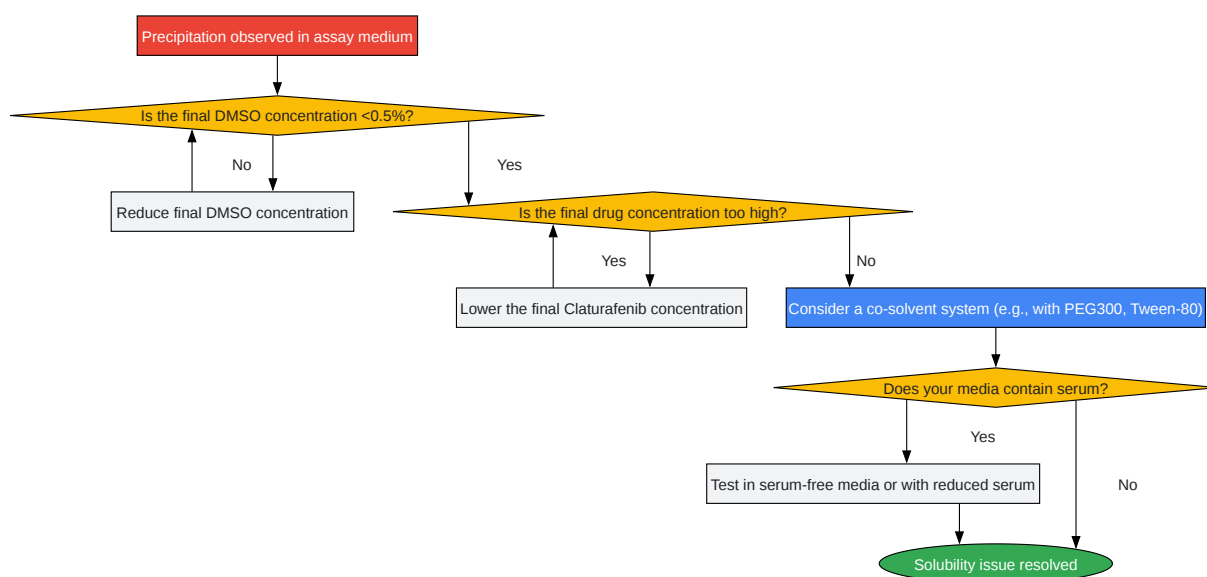 Precipitation observed in assay medium
Is the final DMSO concentration <0.5%?
No
Yes
Reduce final DMSO concentration
Is the final drug concentration too high?
Yes
No
Lower the final Claturafenib concentration
Consider a co-solvent system (e.g., with PEG300, Tween-80)
Does your media contain serum?
Yes
Test in serum-free media or with reduced serum
No
Solubility issue resolved